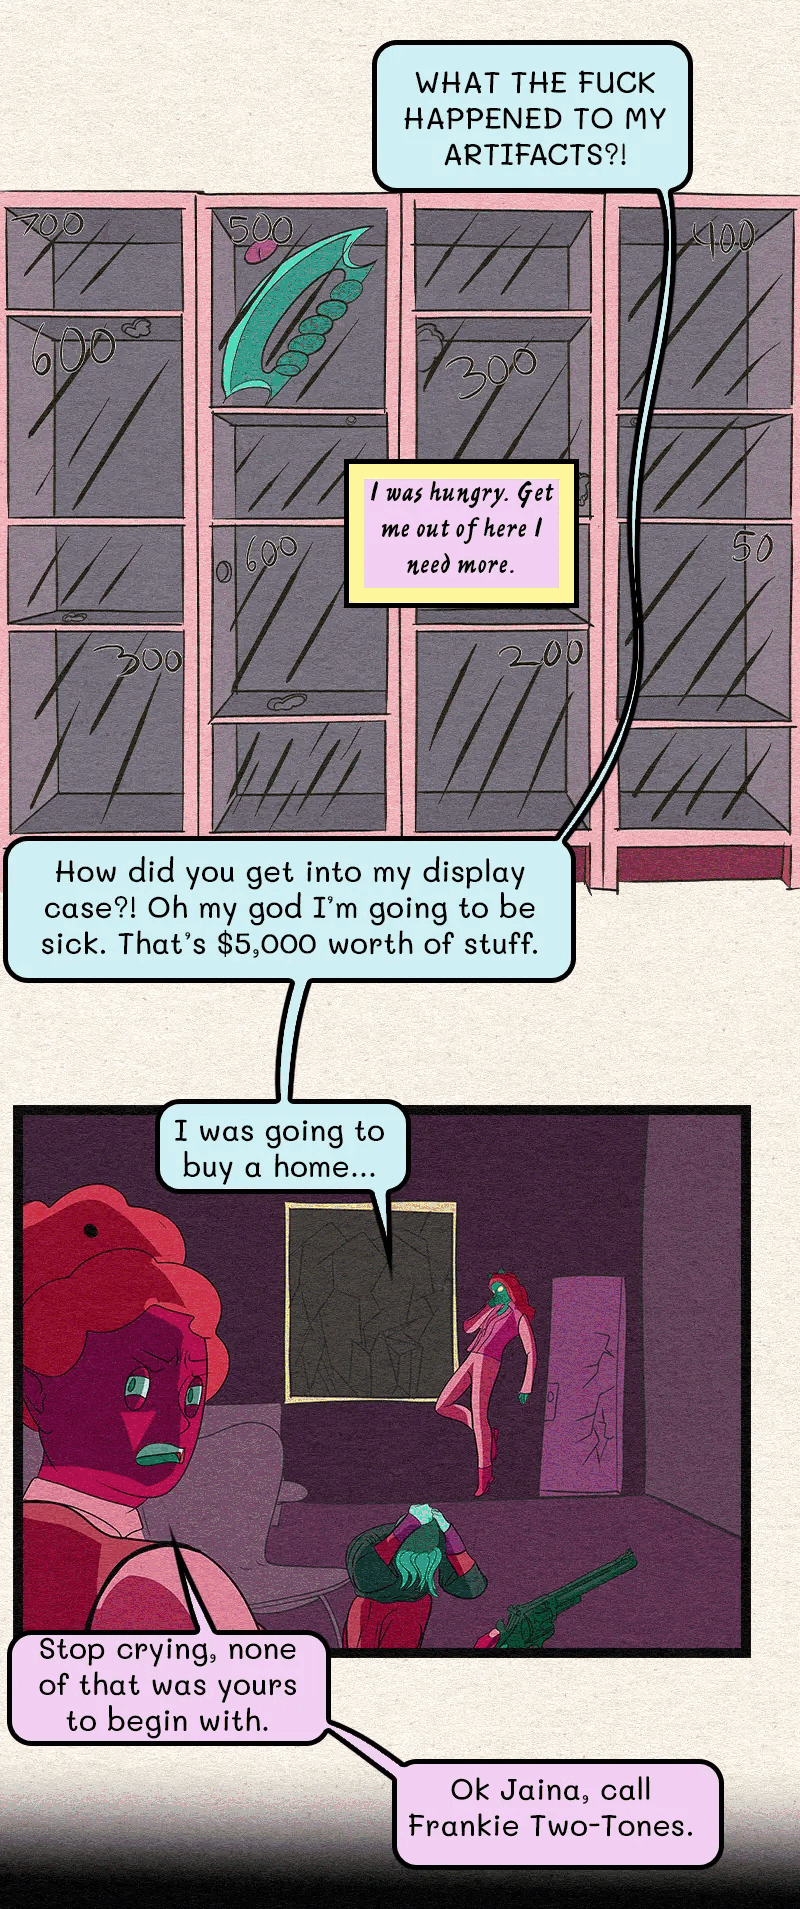 WHAT THE FUCK
HAPPENED TO MY
ARTIFACTS?!
700
500
400
600
300
I was hungry. Get
me out of here I
need more.
600
50
300
200
How did you get into my display
case?! Oh my god I'm going to be
sick. That's $5,000 worth of stuff.
I was going to
buy a home...
Stop crying, none
of that was yours
to begin with.
Ok Jaina, call
Frankie Two-Tones.